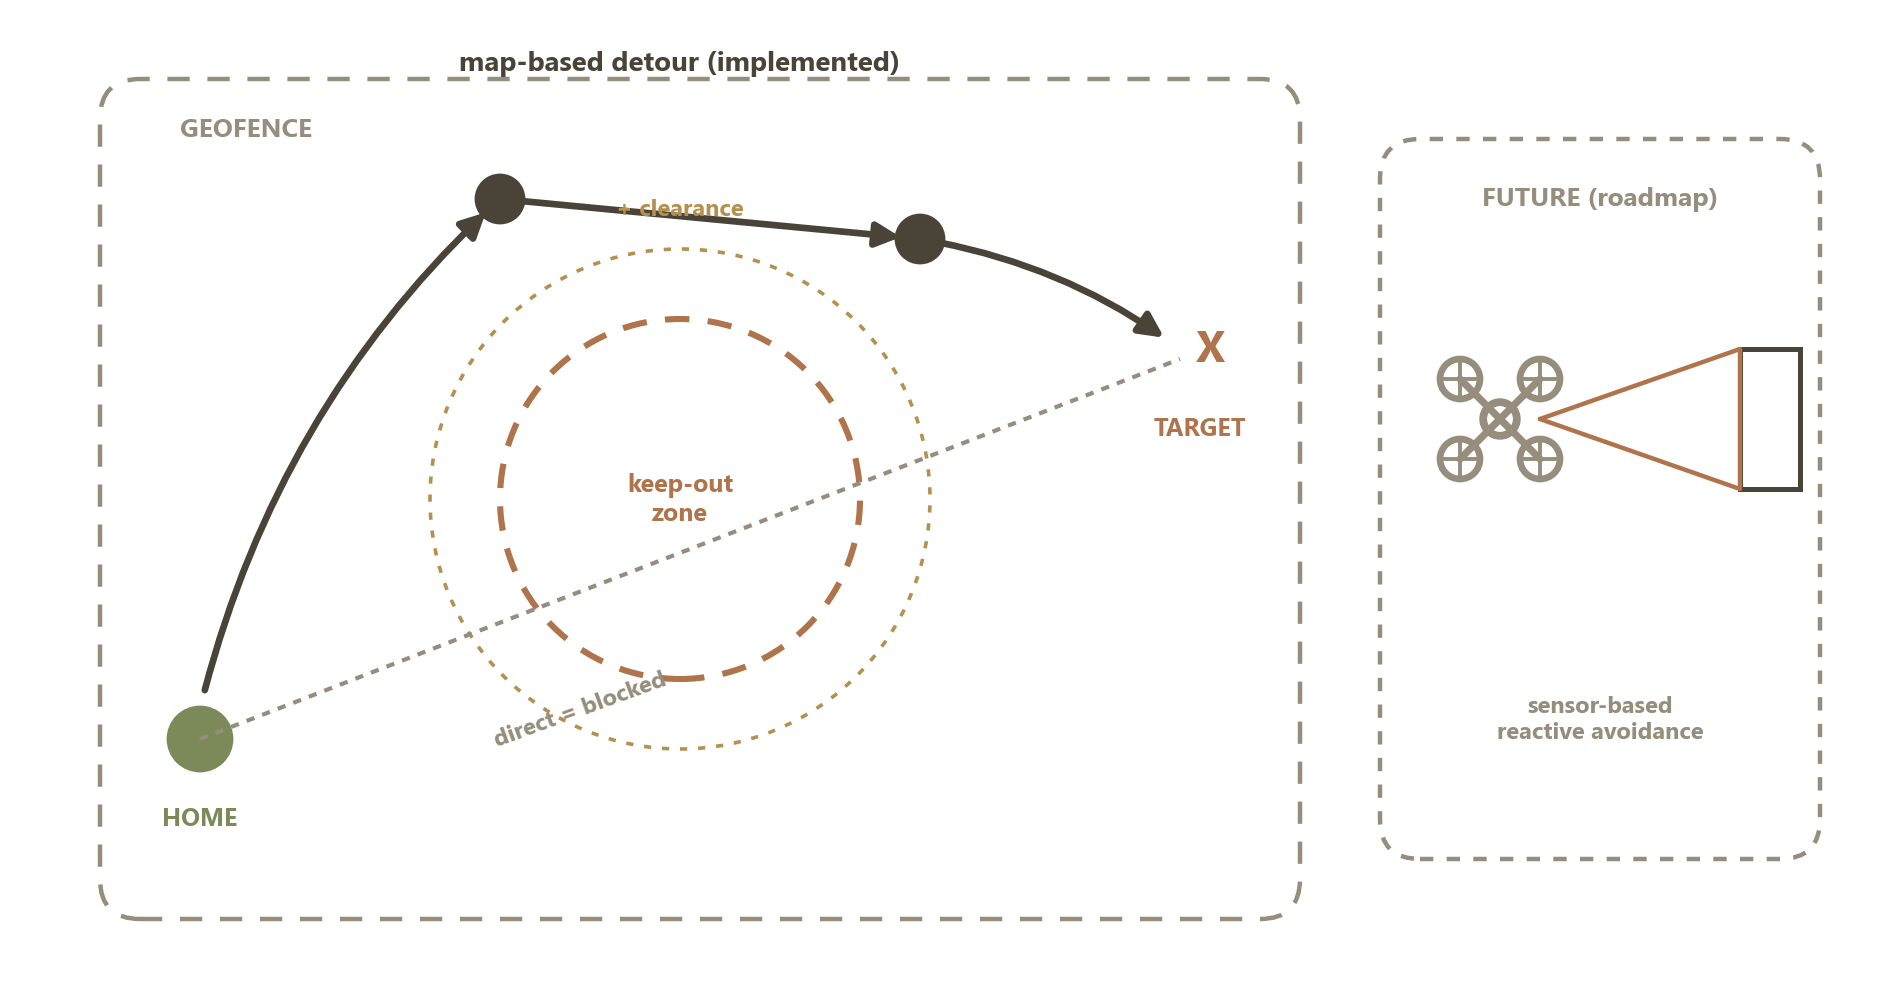 map-based detour (implemented)
GEOFENCE
+ clearance
FUTURE (roadmap)
X
TARGET
keep-out
zone
direct = blocked
sensor-based
reactive avoidance
HOME